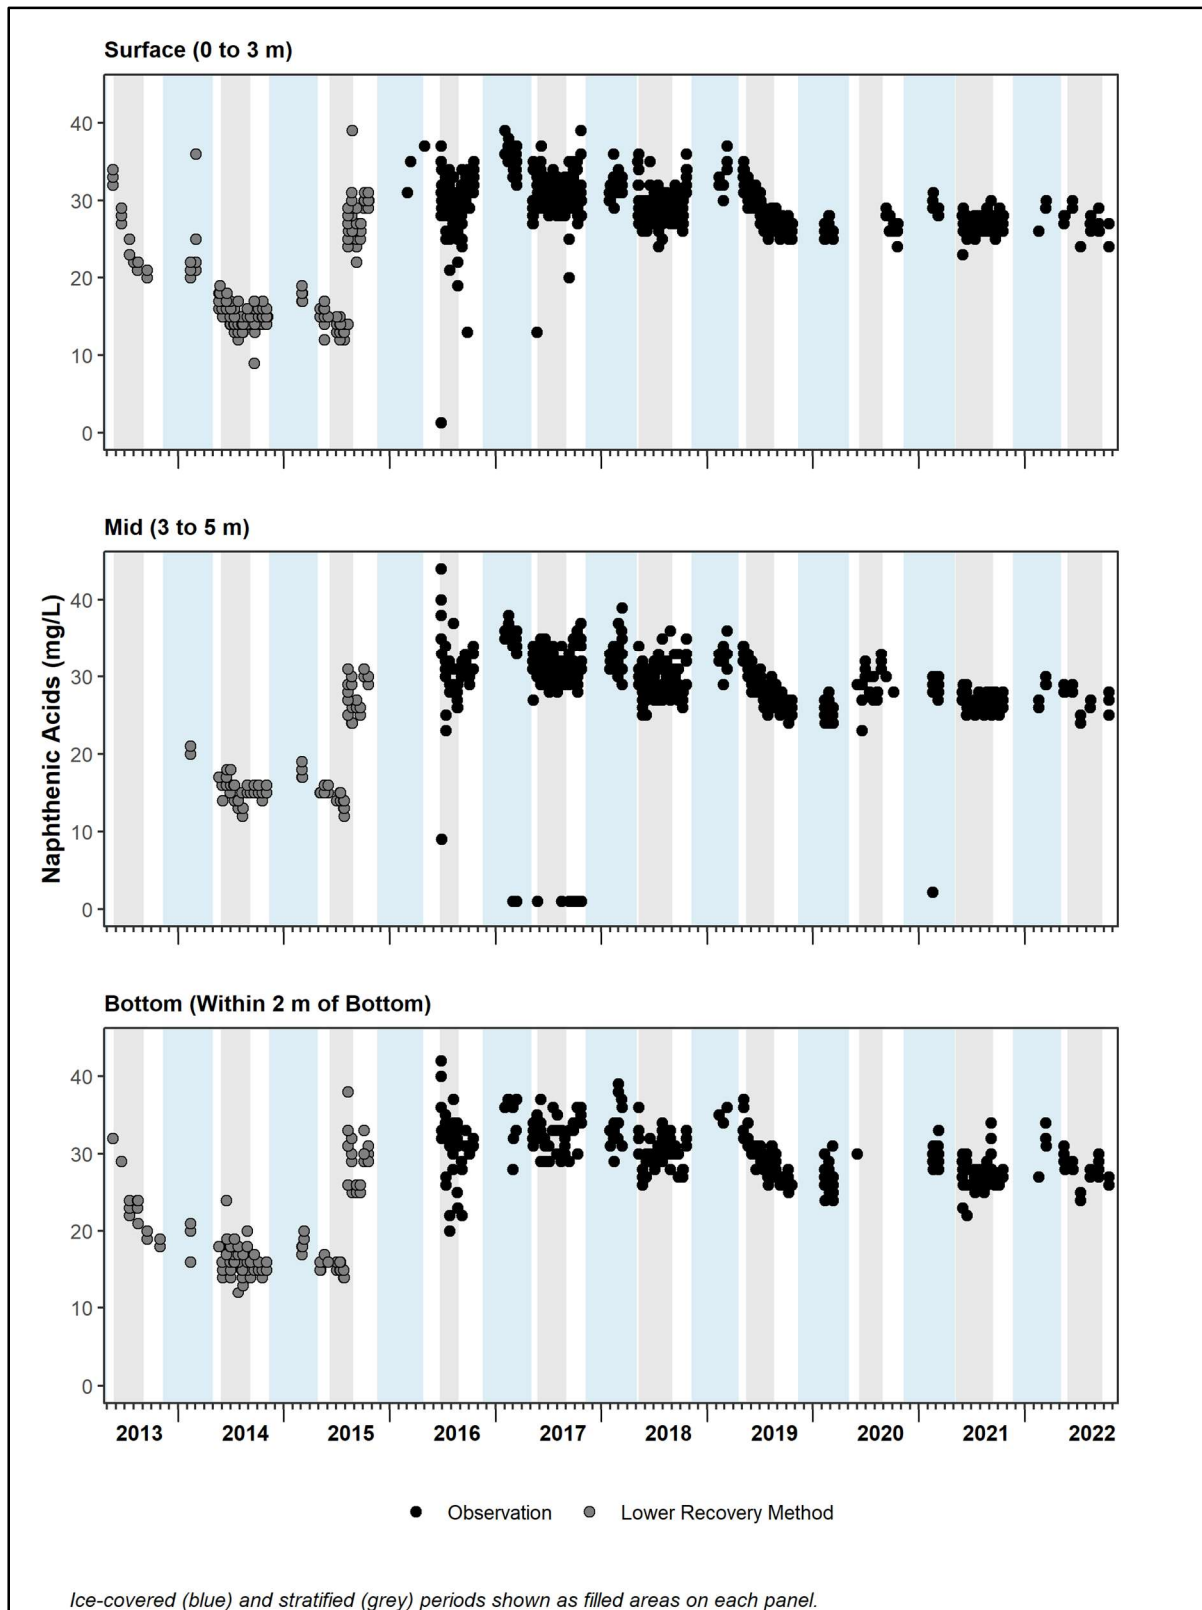 Surface (0 to 3 m)
40
30
20
10
0
Mid (3 to 5 m)
40
30
20
10
0
Naphthenic Acids (mg/L)
Bottom (Within 2 m of Bottom)
40
30
20
10
0
2013 2014 2015 2016 2017 2018 2019 2020 2021 2022
Observation Lower Recovery Method
Ice-covered (blue) and stratified (grey) periods shown as filled areas on each panel.